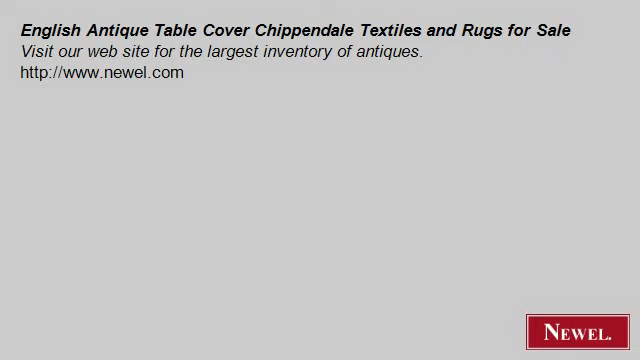 English Antique Table Cover Chippendale Textiles and Rugs for Sale
Visit our web site for the largest inventory of antiques.
http://www.newel.com
NEWEL.